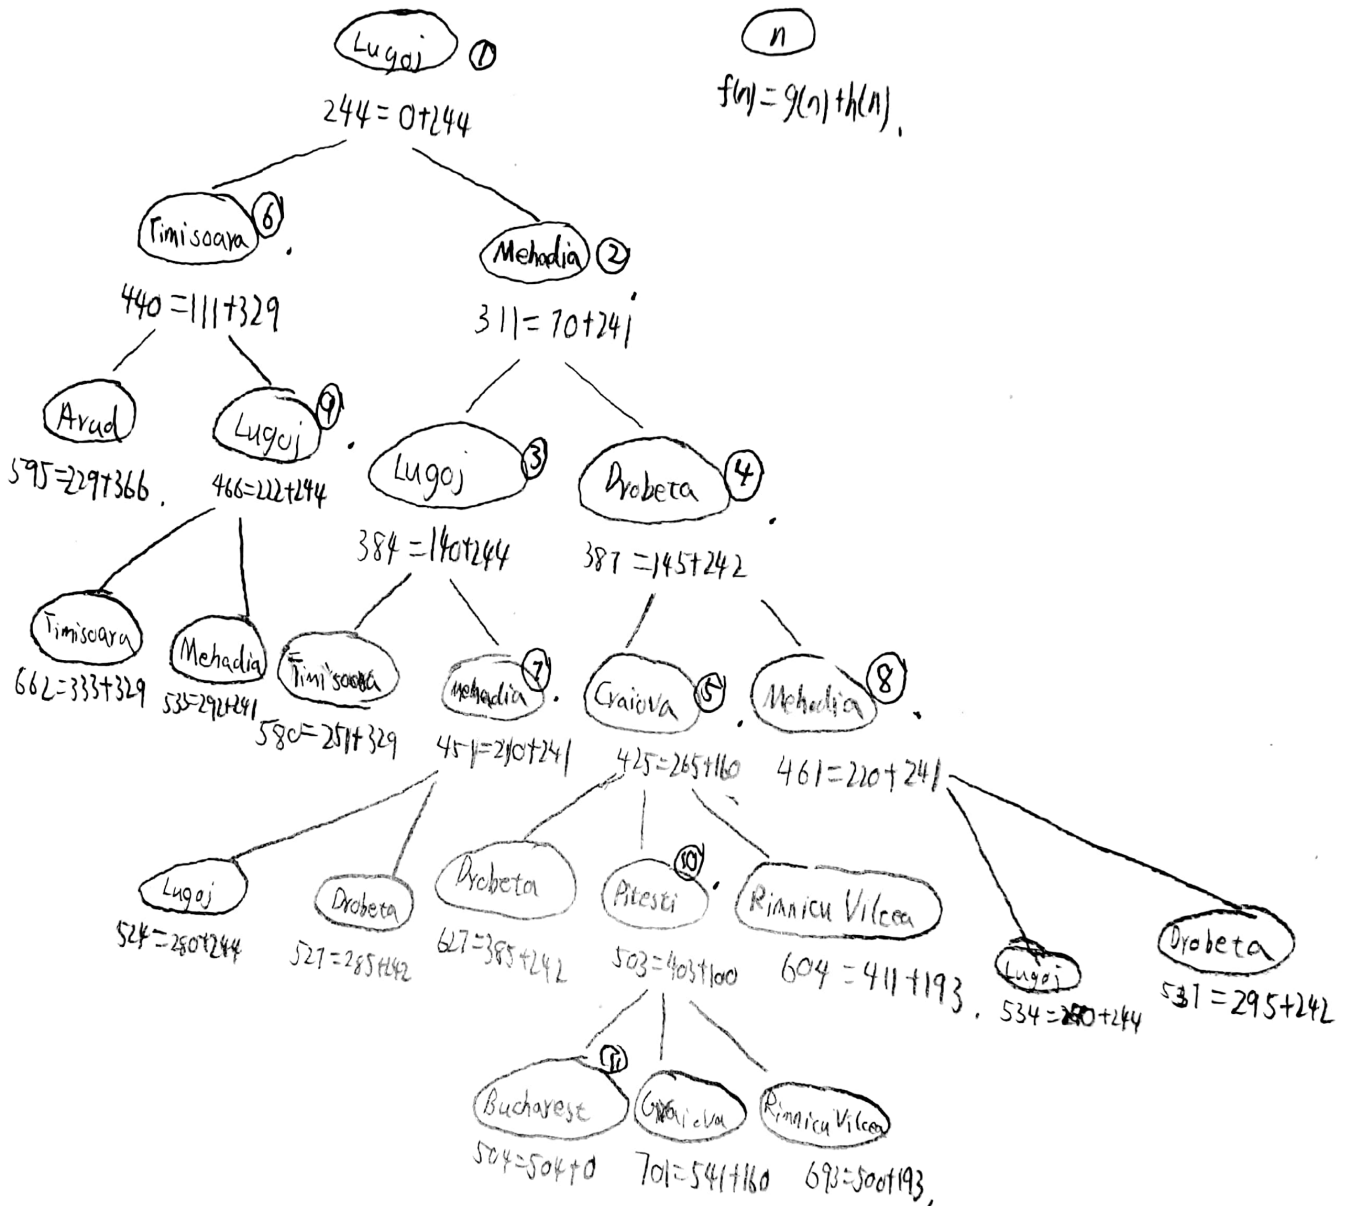 Lugoj ①
n
244 = 0+244
f(n) = g(n)+h(n).
Timisoara ⑥
Mehadia ②
440 = 111+329
311 = 70+241
Arad
Lugoj ⑨
Lugoj ③
Drobeta ④
595=229+366
466=222+244
384 = 140+244
387 = 145+242
Timisoara
Mehadia
Timisoara
Mehadia ⑦
Craiova ⑤
Mehadia ⑧
662=333+329
535=292+241
580=251+329
451=210+241
425=265+160
461=220+241
Lugoj
Drobeta
Drobeta
Pitesti ⑩
Rimnicu Vilcea
Lugoj
Drobeta
524=280+244
527=285+242
627=385+242
503=403+100
604 = 411+193
534 = +244
537 = 295+242
Bucharest ⑪
Craiova
Rimnicu Vilcea
504=504+0
701=541+160
693=500+193